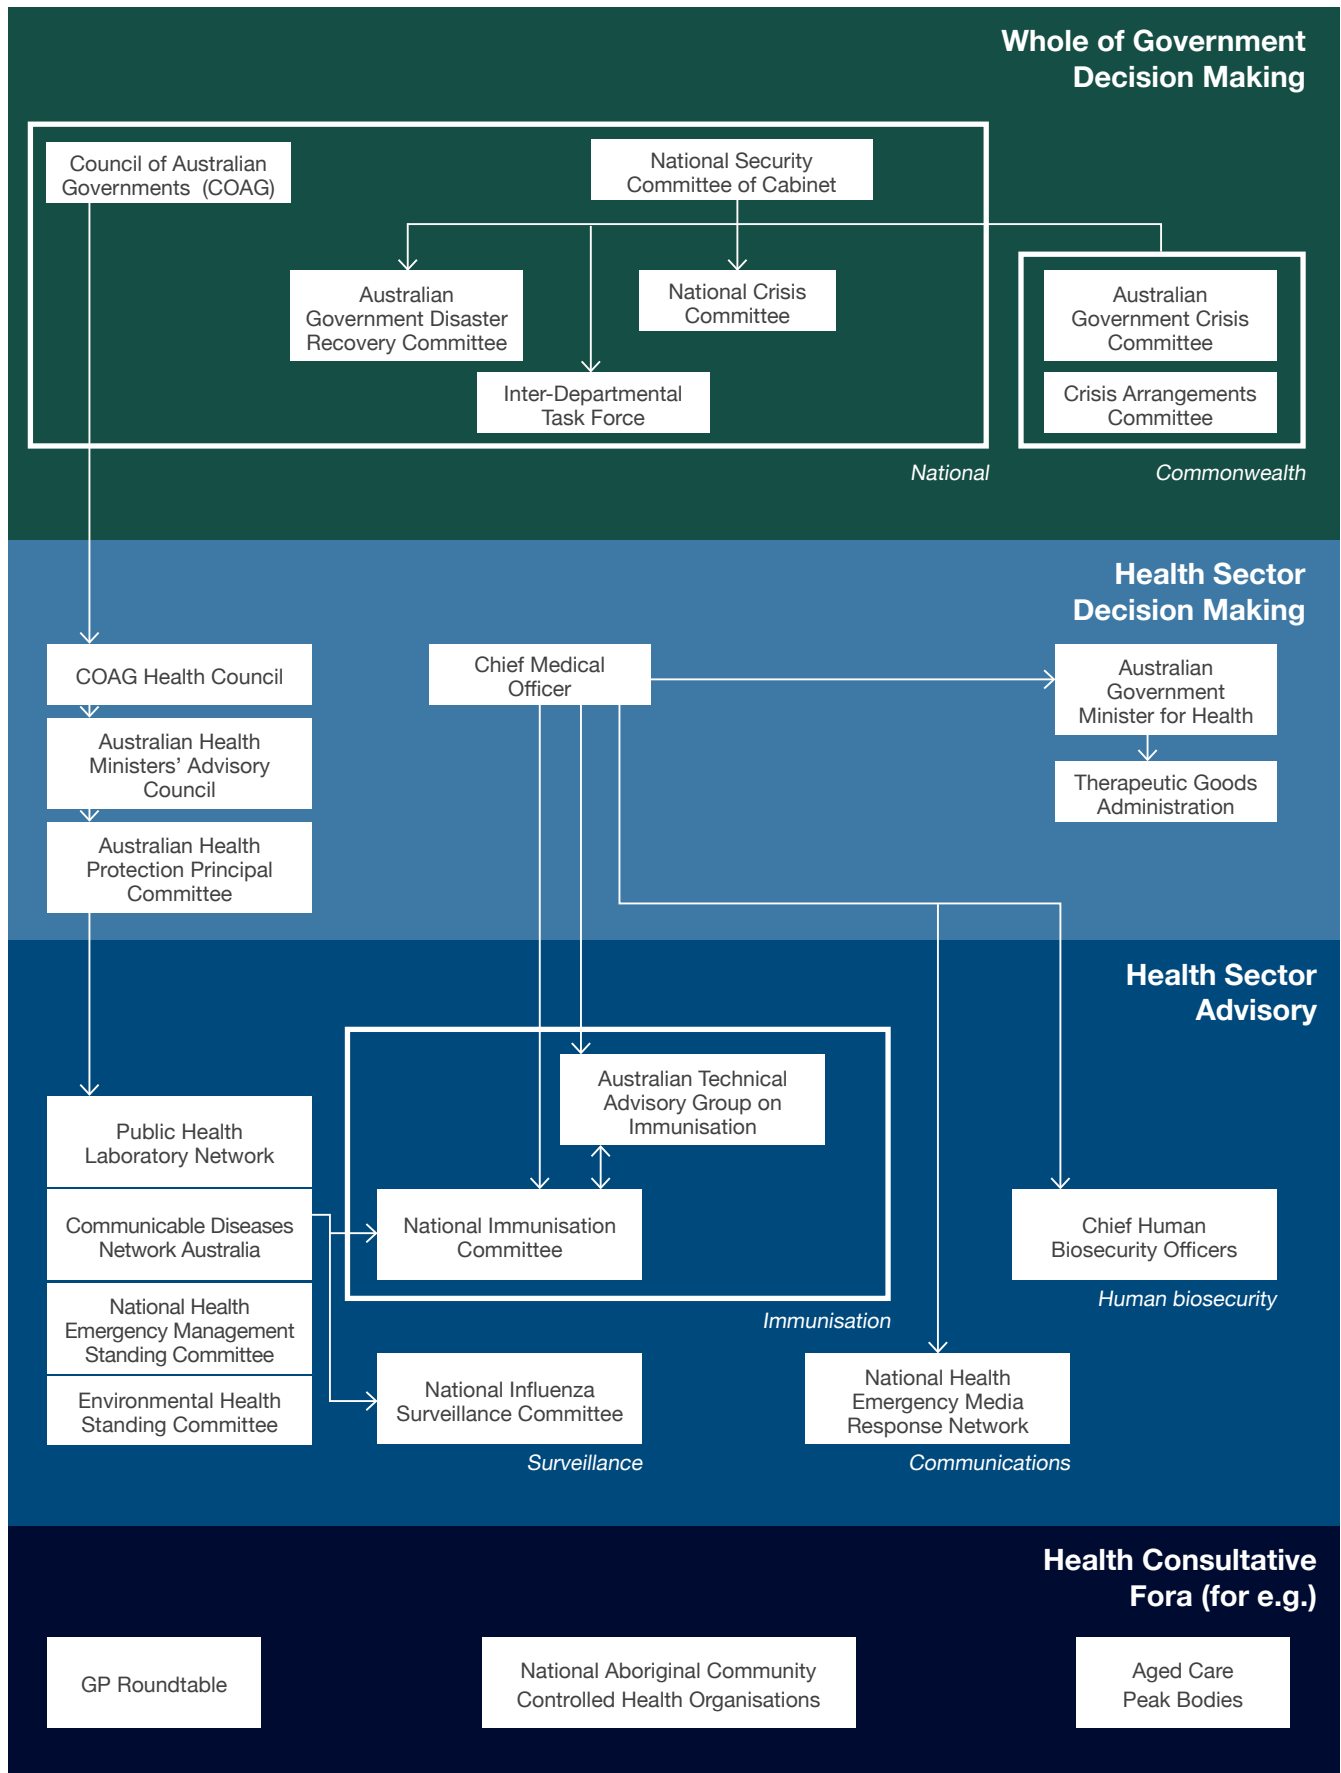 Whole of Government
Decision Making
Council of Australian
Governments (COAG)
National Security
Committee of Cabinet
Australian
Government Disaster
Recovery Committee
National Crisis
Committee
Inter-Departmental
Task Force
Australian
Government Crisis
Committee
Crisis Arrangements
Committee
National
Commonwealth
Health Sector
Decision Making
COAG Health Council
Australian Health
Ministers’ Advisory
Council
Australian Health
Protection Principal
Committee
Chief Medical
Officer
Australian
Government
Minister for Health
Therapeutic Goods
Administration
Health Sector
Advisory
Public Health
Laboratory Network
Communicable Diseases
Network Australia
National Health
Emergency Management
Standing Committee
Environmental Health
Standing Committee
Australian Technical
Advisory Group on
Immunisation
National Immunisation
Committee
Immunisation
National Influenza
Surveillance Committee
Surveillance
Chief Human
Biosecurity Officers
Human biosecurity
National Health
Emergency Media
Response Network
Communications
Health Consultative
Fora (for e.g.)
GP Roundtable
National Aboriginal Community
Controlled Health Organisations
Aged Care
Peak Bodies